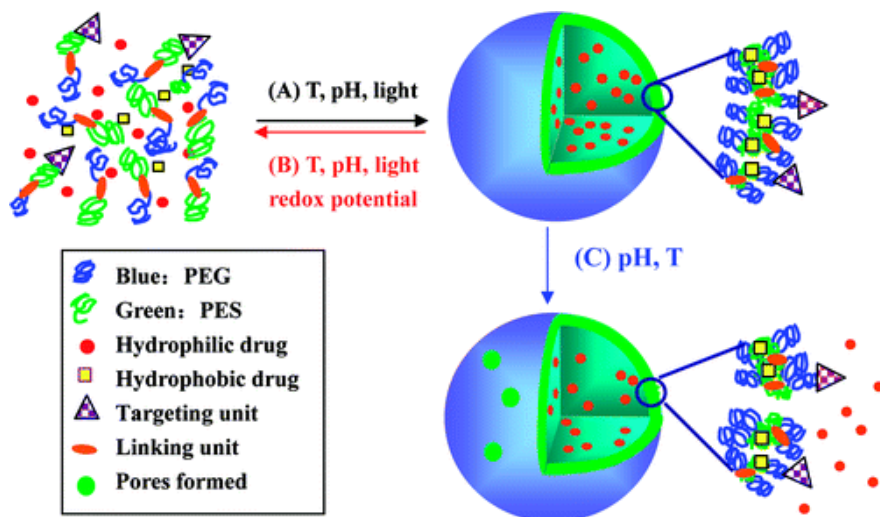 (A) T, pH, light
(B) T, pH, light
redox potential
(C) pH, T
Blue: PEG
Green: PES
Hydrophilic drug
Hydrophobic drug
Targeting unit
Linking unit
Pores formed